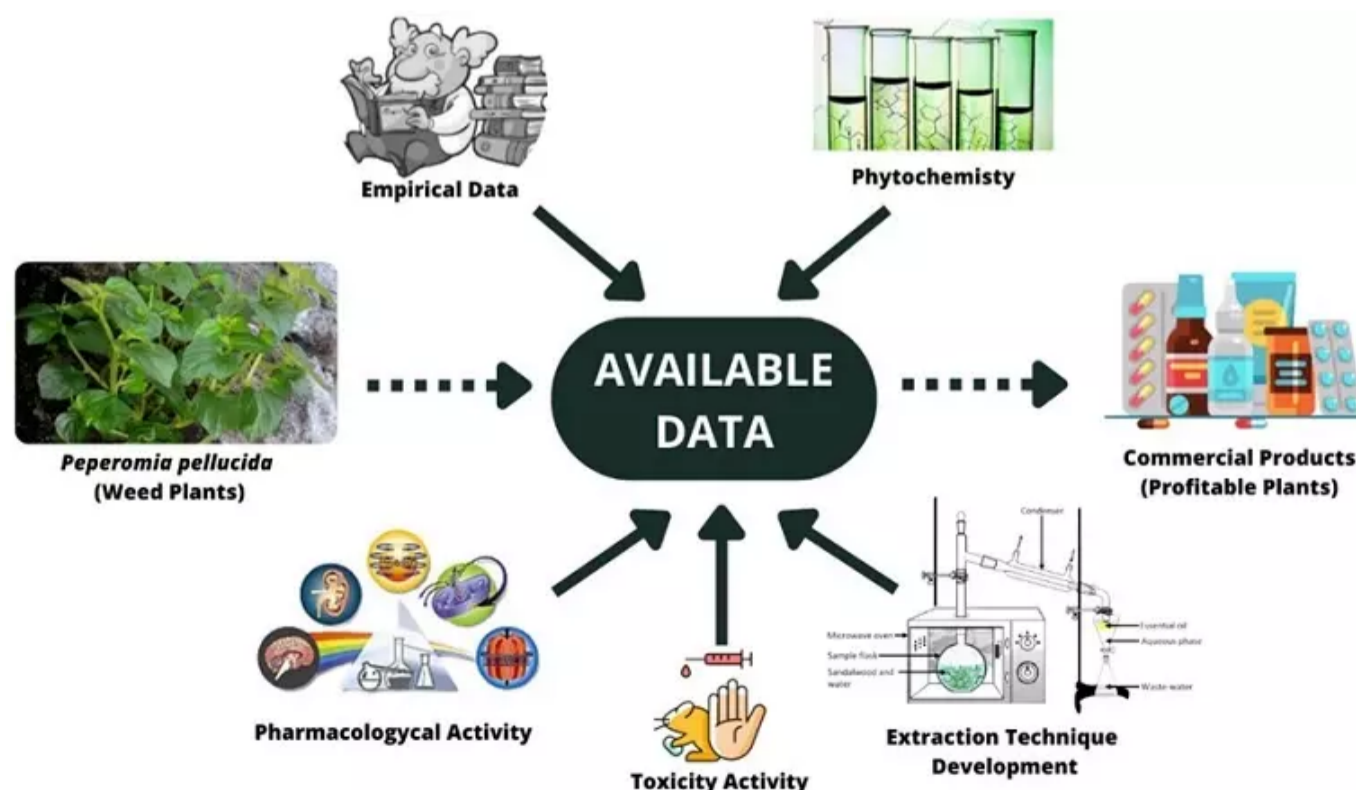 Empirical Data
Phytochemisty
AVAILABLE
DATA
Peperomia pellucida
(Weed Plants)
Commercial Products
(Profitable Plants)
Pharmacologycal Activity
Toxicity Activity
Condenser
Microwave oven
Sample flask
Sandalwood and
water
Essential oil
Aqueous phase
Waste water
Extraction Technique
Development